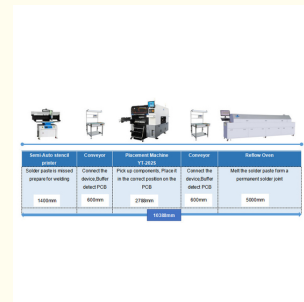 Semi Auto stencil
printer
Conveyor
Placement Machine
YT-202S
Conveyor
Reflow Oven
Solder paste is missed
prepare for welding
Connect the
device,Buffer
detect PCB
Pick up components, Place it
in the correct position on the
PCB
Connect the
device,Buffer
detect PCB
Melt the solder paste form a
permanent solder joint
1400mm
600mm
2788mm
600mm
5000mm
10388mm